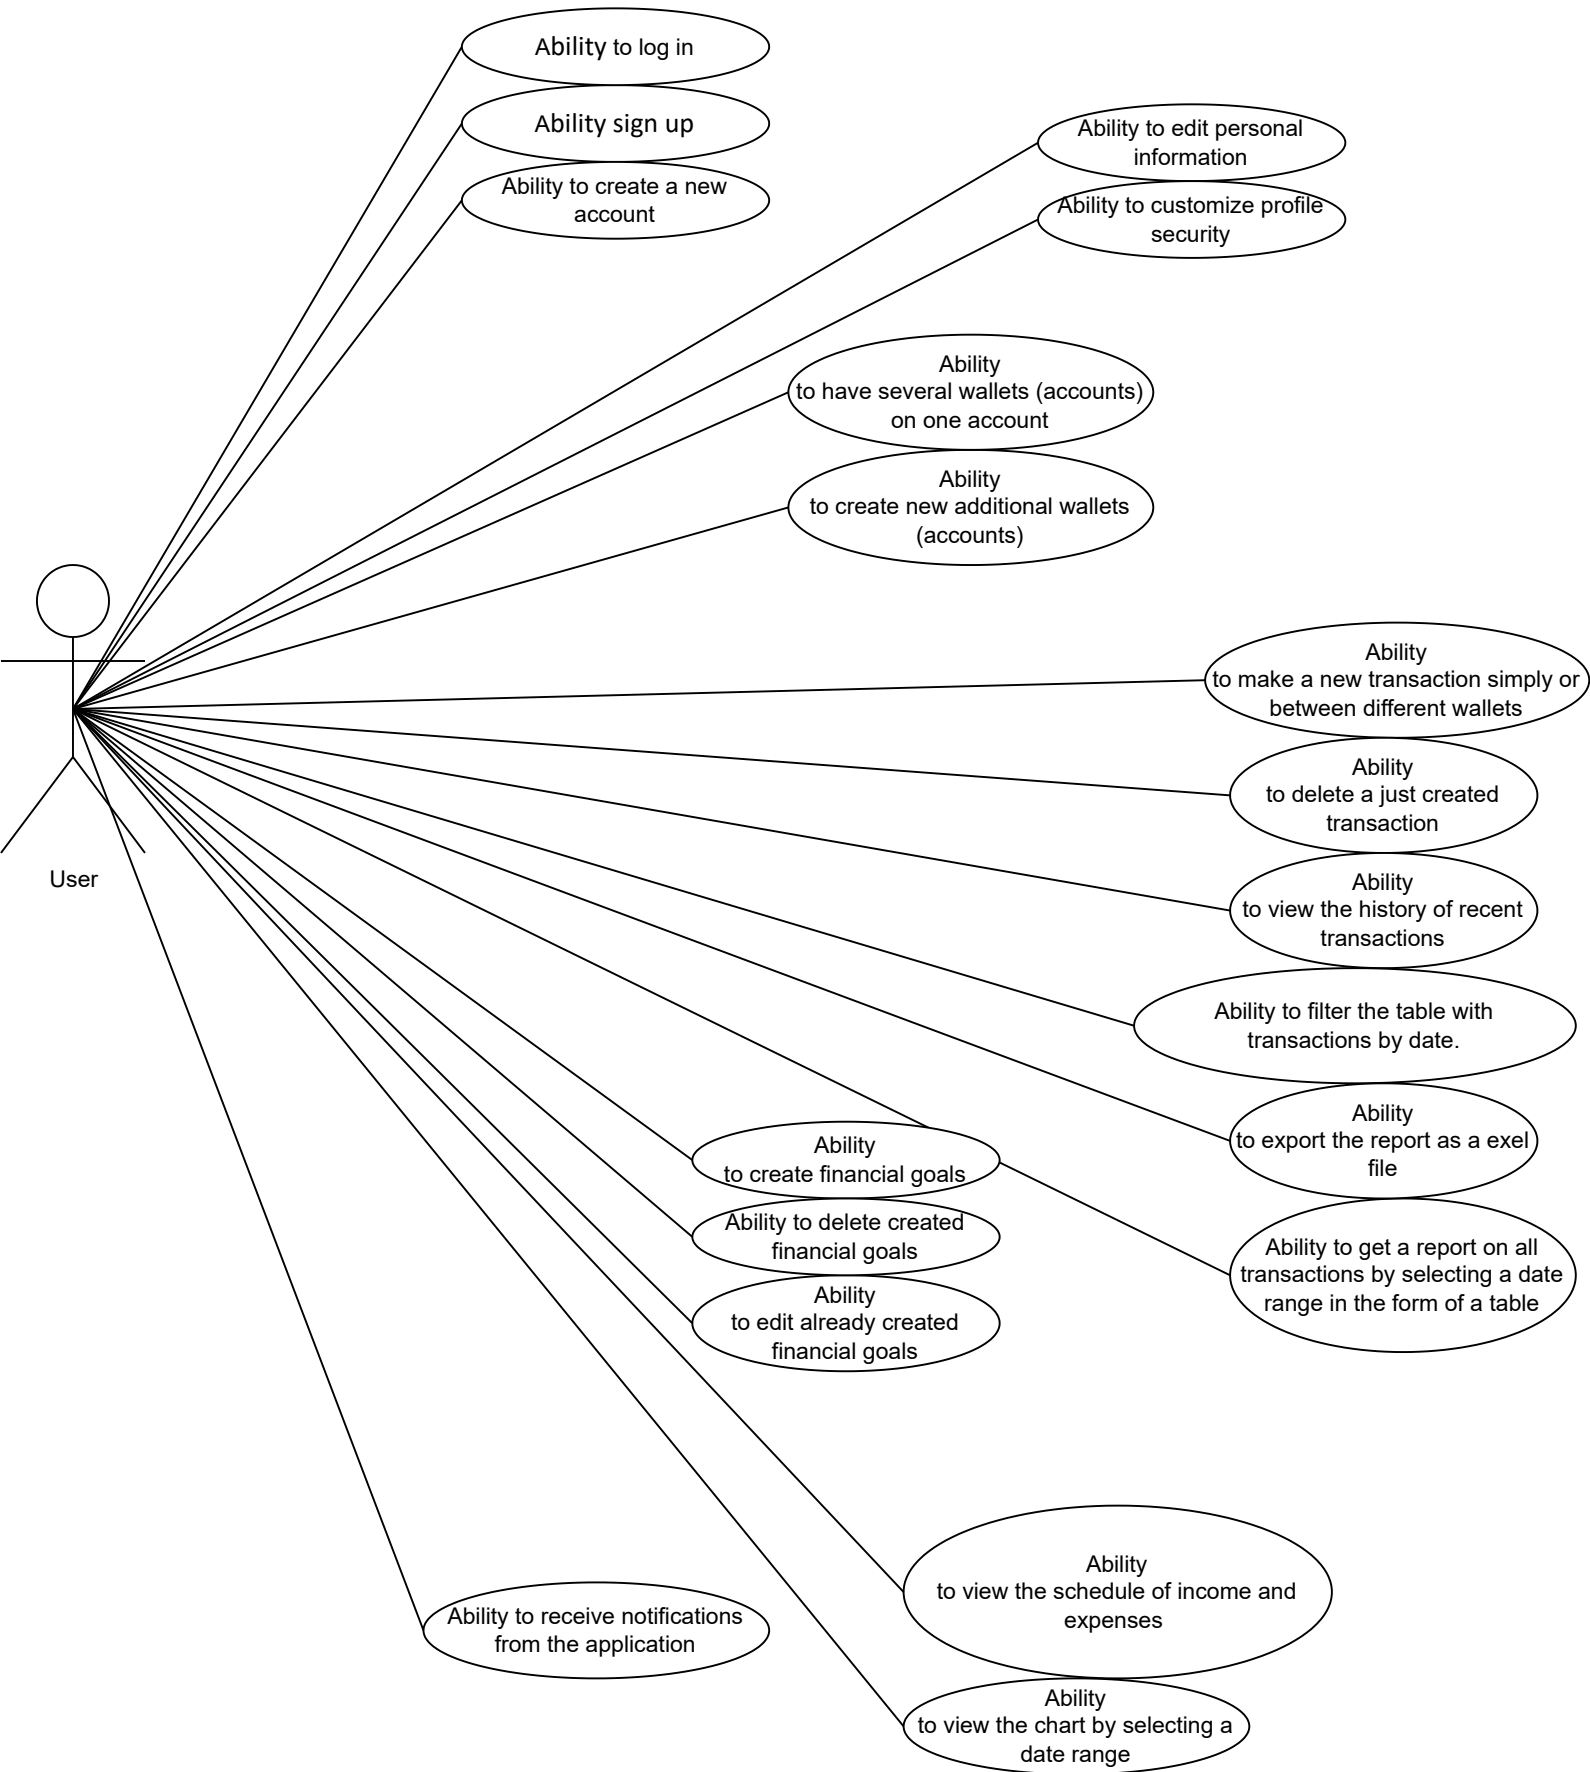 Ability to log in
Ability sign up
Ability to create a new
account
Ability to edit personal
information
Ability to customize profile
security
Ability
to have several wallets (accounts)
on one account
Ability
to create new additional wallets
(accounts)
Ability
to make a new transaction simply or
between different wallets
Ability
to delete a just created
transaction
User
Ability
to view the history of recent
transactions
Ability to filter the table with
transactions by date.
Ability
to export the report as a exel
file
Ability
to create financial goals
Ability to delete created
financial goals
Ability to get a report on all
transactions by selecting a date
range in the form of a table
Ability
to edit already created
financial goals
Ability
to view the schedule of income and
expenses
Ability to receive notifications
from the application
Ability
to view the chart by selecting a
date range